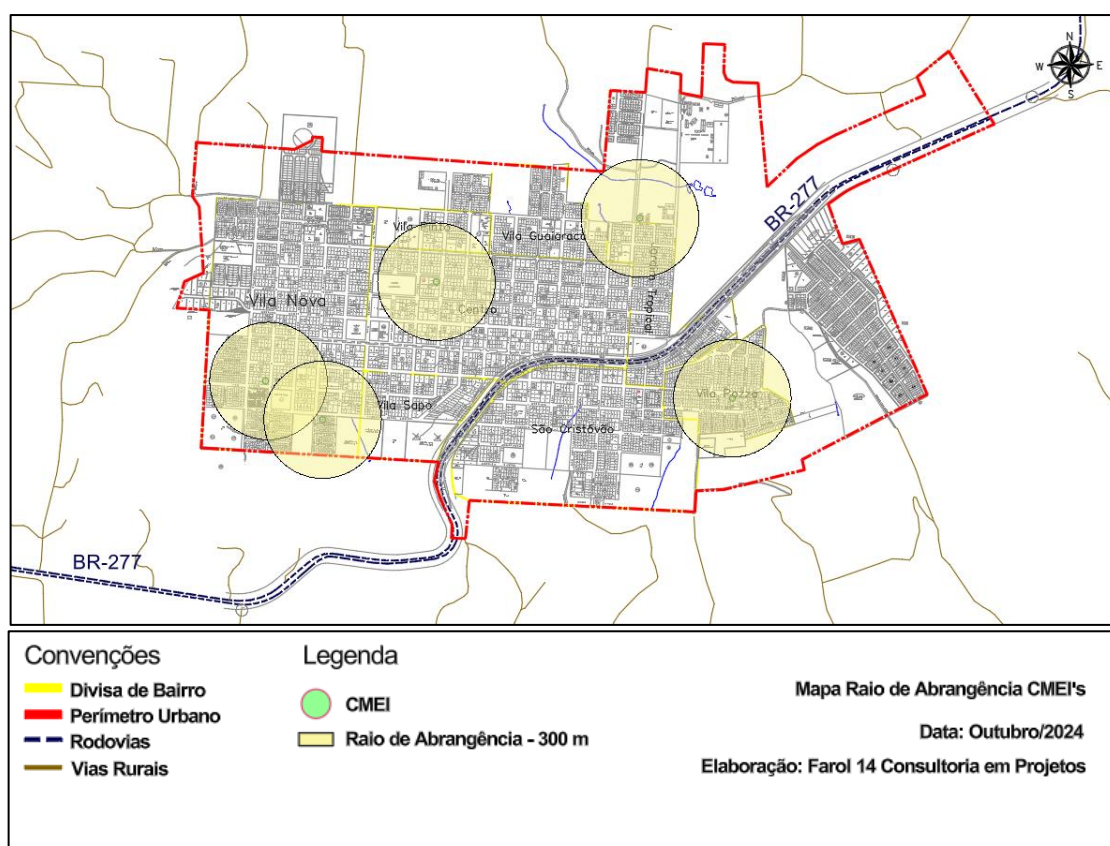 N
W E
S
BR-277
Vila Guaiaracá
Jardim Tropical
Vila Nova
Centro
Vila Pozza
Vila Sapo
São Cristóvão
BR-277
Convenções
Divisa de Bairro
Perímetro Urbano
Rodovias
Vias Rurais
Legenda
CMEI
Raio de Abrangência - 300 m
Mapa Raio de Abrangência CMEI's
Data: Outubro/2024
Elaboração: Farol 14 Consultoria em Projetos